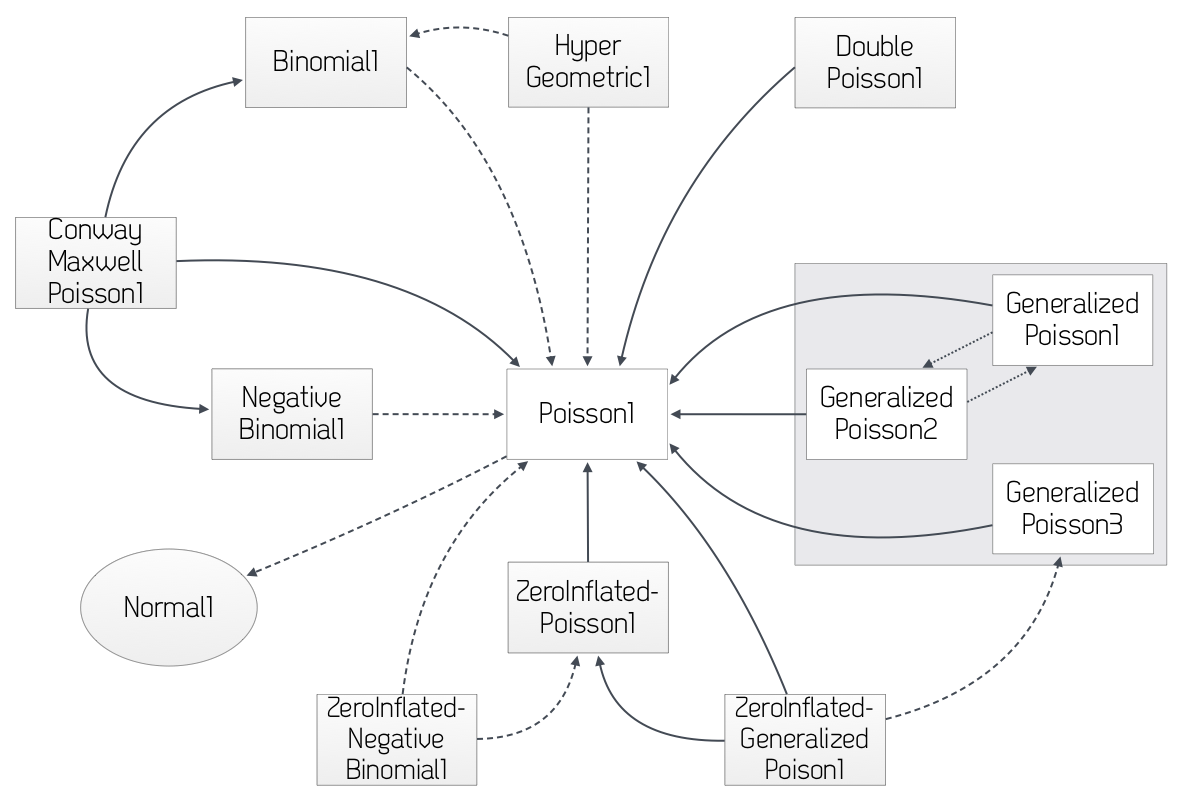 Binomial1
Hyper
Geometric1
Double
Poisson1
Conway
Maxwell
Poisson1
Generalized
Poisson1
Negative
Binomial1
Poisson1
Generalized
Poisson2
Generalized
Poisson3
Normal1
ZeroInflated-
Poisson1
ZeroInflated-
Negative
Binomial1
ZeroInflated-
Generalized
Poison1